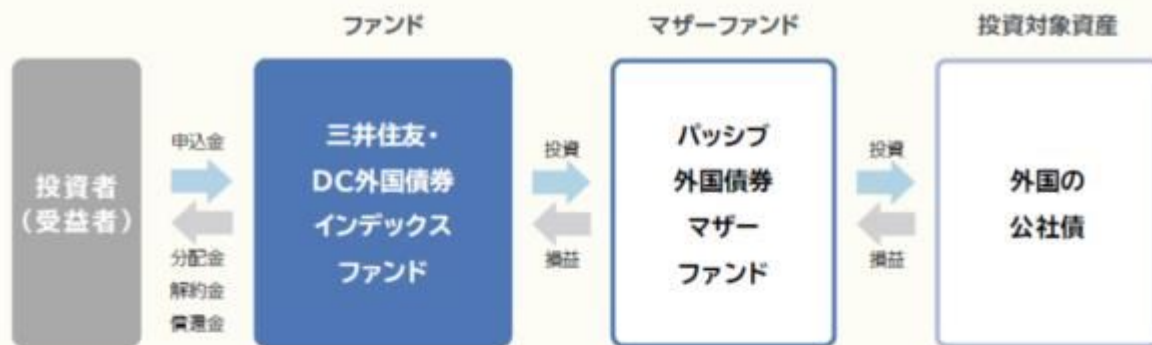 ファンド
マザーファンド
投資対象資産
投資者
（受益者）
申込金
分配金
解約金
償還金
三井住友・
DC外国債券
インデックス
ファンド
投資
損益
パッシブ
外国債券
マザー
ファンド
投資
損益
外国の
公社債